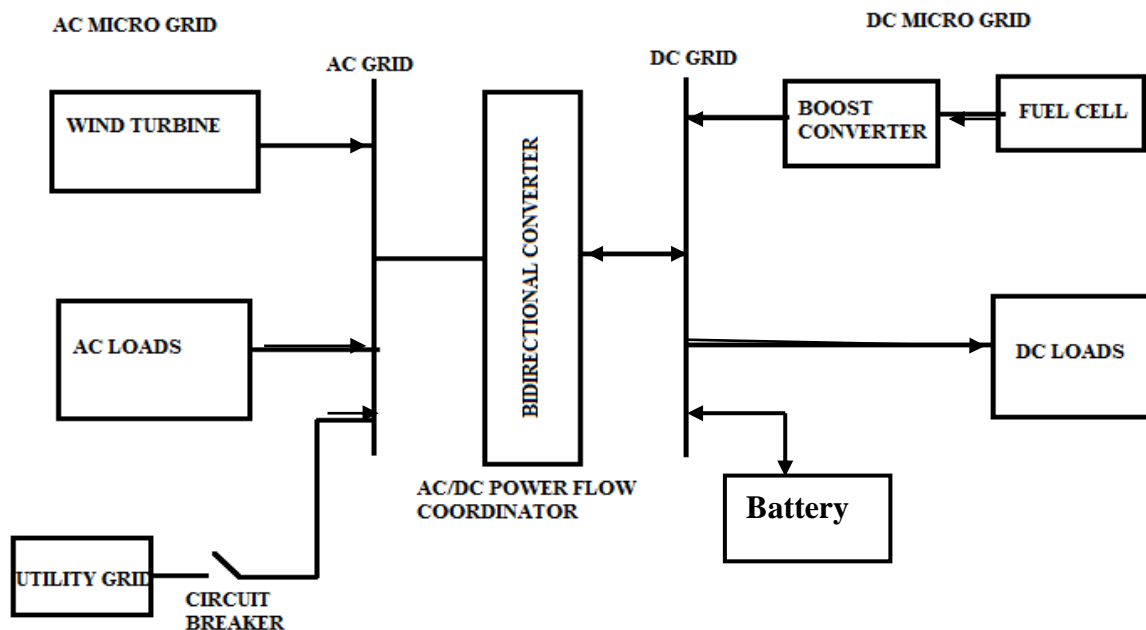 AC MICRO GRID
DC MICRO GRID
AC GRID
DC GRID
WIND TURBINE
BOOST
CONVERTER
FUEL CELL
BIDIRECTIONAL CONVERTER
AC LOADS
DC LOADS
AC/DC POWER FLOW
COORDINATOR
Battery
UTILITY GRID
CIRCUIT
BREAKER